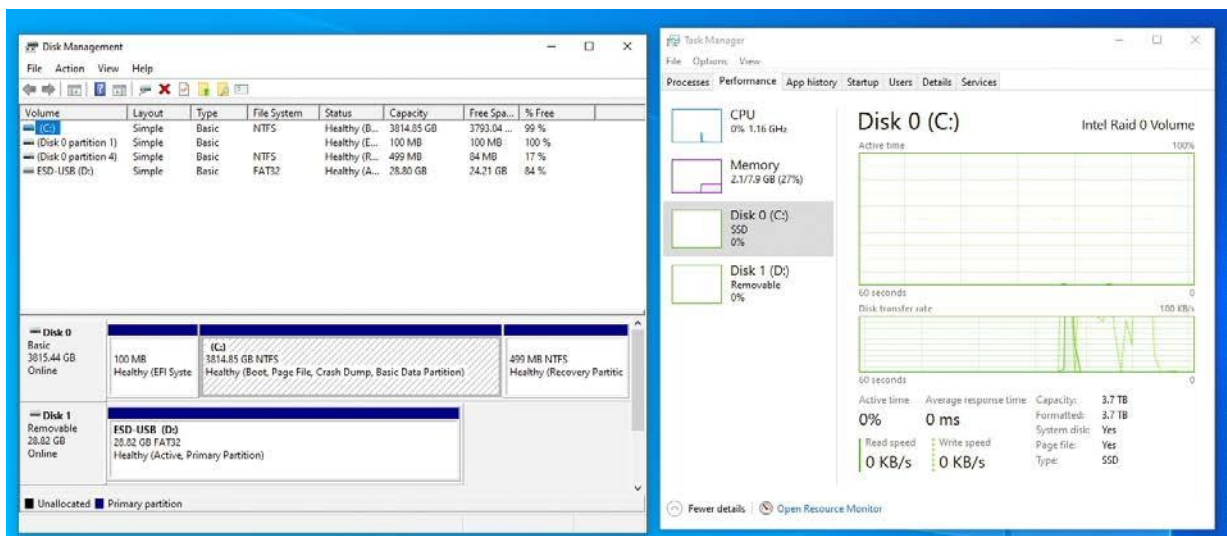 Disk Management
File Action View Help
Volume Layout Type File System Status Capacity Free Spa... % Free
(C:) Simple Basic NTFS Healthy (B... 3814.85 GB 3793.04 ... 99 %
(Disk 0 partition 1) Simple Basic Healthy (E... 100 MB 100 MB 100 %
(Disk 0 partition 4) Simple Basic NTFS Healthy (R... 499 MB 84 MB 17 %
ESD-USB (D:) Simple Basic FAT32 Healthy (A... 28.80 GB 24.21 GB 84 %
Disk 0
Basic
3815.44 GB
Online
100 MB
Healthy (EFI Syste
(C:)
3814.85 GB NTFS
Healthy (Boot, Page File, Crash Dump, Basic Data Partition)
499 MB NTFS
Healthy (Recovery Partitic
Disk 1
Removable
28.82 GB
Online
ESD-USB (D:)
28.82 GB FAT32
Healthy (Active, Primary Partition)
Unallocated Primary partition
Task Manager
File Options View
Processes Performance App history Startup Users Details Services
CPU
0% 1.16 GHz
Memory
2.1/7.9 GB (27%)
Disk 0 (C:)
SSD
0%
Disk 1 (D:)
Removable
0%
Disk 0 (C:) Intel Raid 0 Volume
Active time 100%
60 seconds 0
Disk transfer rate 100 KB/s
60 seconds 0
Active time Average response time
0% 0 ms
Read speed Write speed
0 KB/s 0 KB/s
Capacity: 3.7 TB
Formatted: 3.7 TB
System disk: Yes
Page file: Yes
Type: SSD
Fewer details Open Resource Monitor